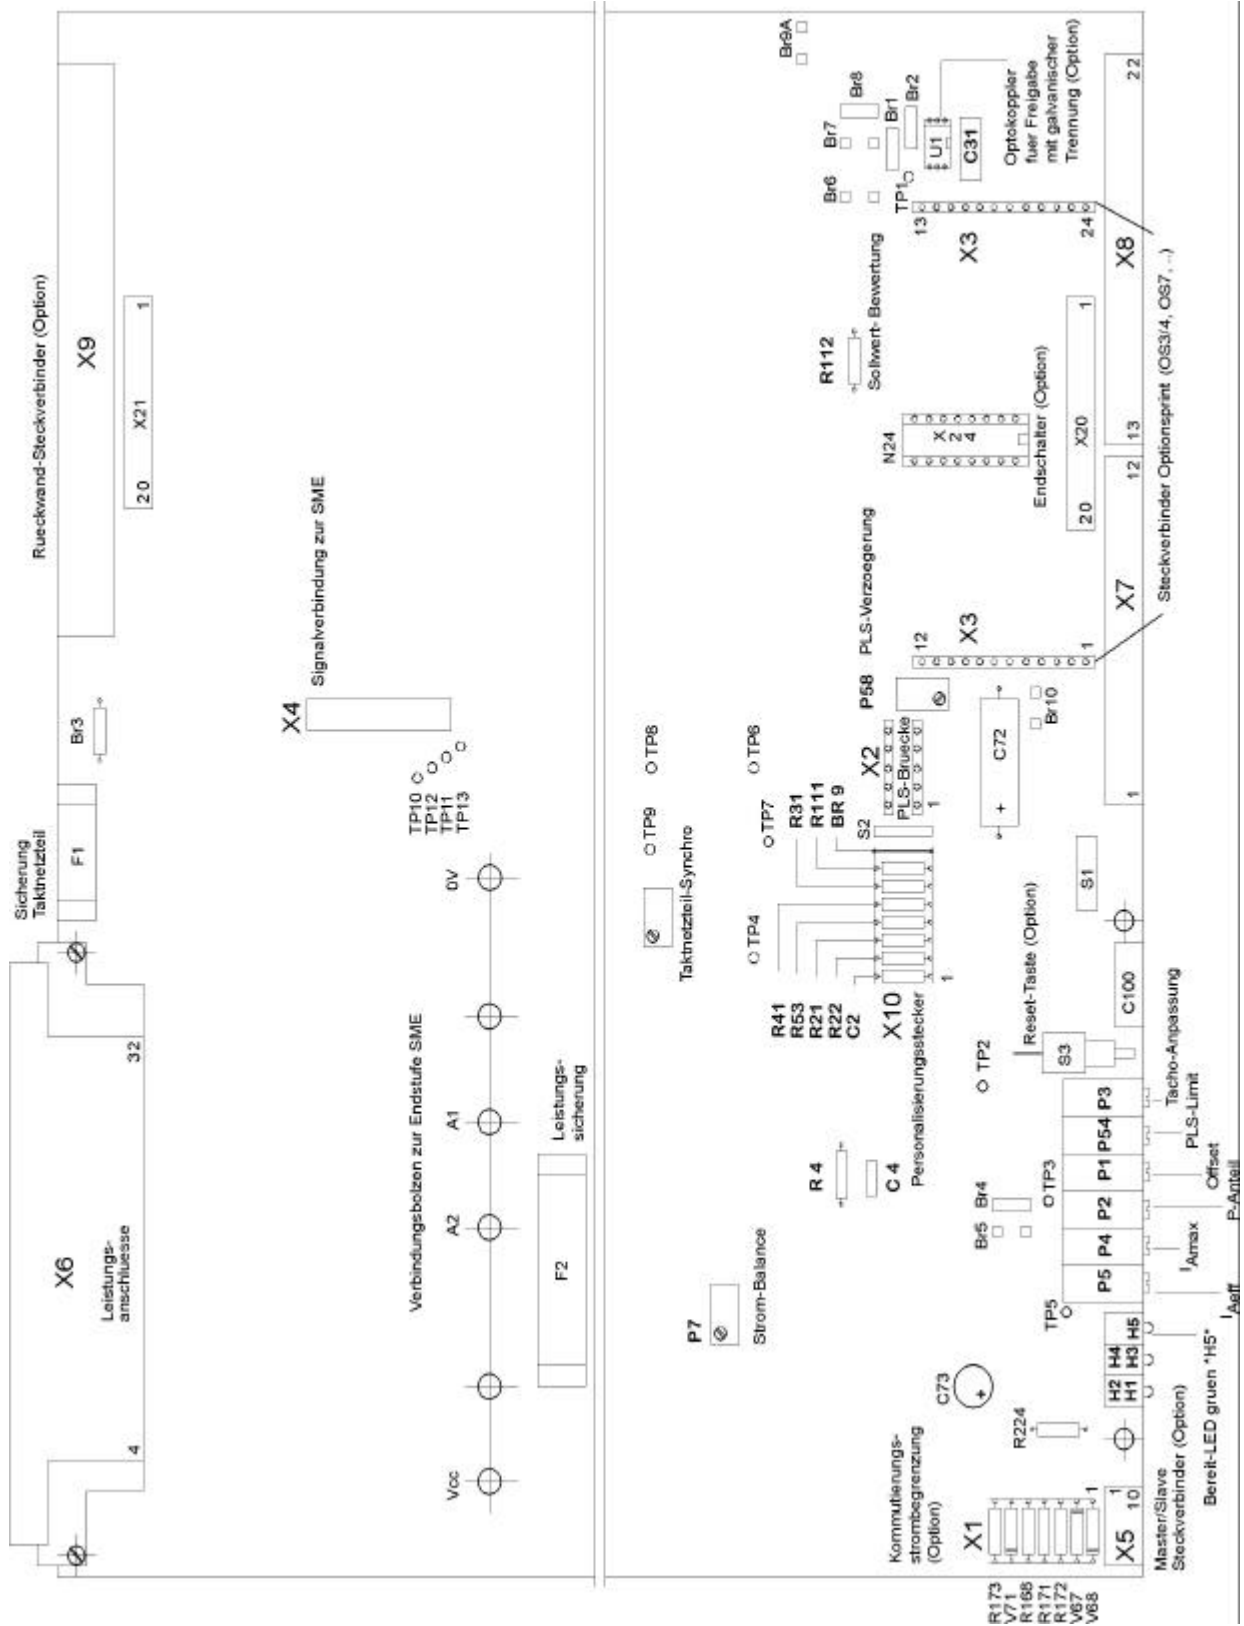 Rueckwand-Steckverbinder (Option)
X9
20 X21 1
Sicherung
Taktnetzteil
F1
Br3
X4
Signalverbindung zur SME
TP10
TP12
TP11
TP13
X6
Leistungs-
anschluesse
4
32
Verbindungsbolzen zur Endstufe SME
Vcc
A2
A1
0V
F2
Leistungs-
sicherung
P7
Strom-Balance
Taktnetzteil-Synchro
TP9
TP8
TP4
TP7
TP6
R41
R53
R21
R22
C2
R31
R111
BR 9
X10
Personalisierungsstecker
1
S2
X2
PLS-Bruecke
1
P58
PLS-Verzoegerung
R 4
C 4
R112
Sollwert- Bewertung
N24
X
2
4
Endschalter (Option)
20 X20 1
Br9A
Br8
Br7
Br6
Br1
Br2
TP1
U1
C31
Optokoppler
fuer Freigabe
mit galvanischer
Trennung (Option)
13
X3
24
12
X3
1
C72
+
Br10
Steckverbinder Optionsprint (OS3/4, OS7, ..)
1
X7
12
13
X8
22
S1
C100
Reset-Taste (Option)
S3
TP2
TP3
Br4
Br5
TP5
P5
P4
P2
P1
P54
P3
I Aeff
I Amax
P-Anteil
Offset
PLS-Limit
Tacho-Anpassung
H2
H1
H4
H3
H5
Bereit-LED gruen "H5"
C73
+
R224
Kommutierungs-
strombegrenzung
(Option)
X1
1
R173
V71
R168
R171
R172
V67
V68
X5
1
10
Master/Slave
Steckverbinder (Option)